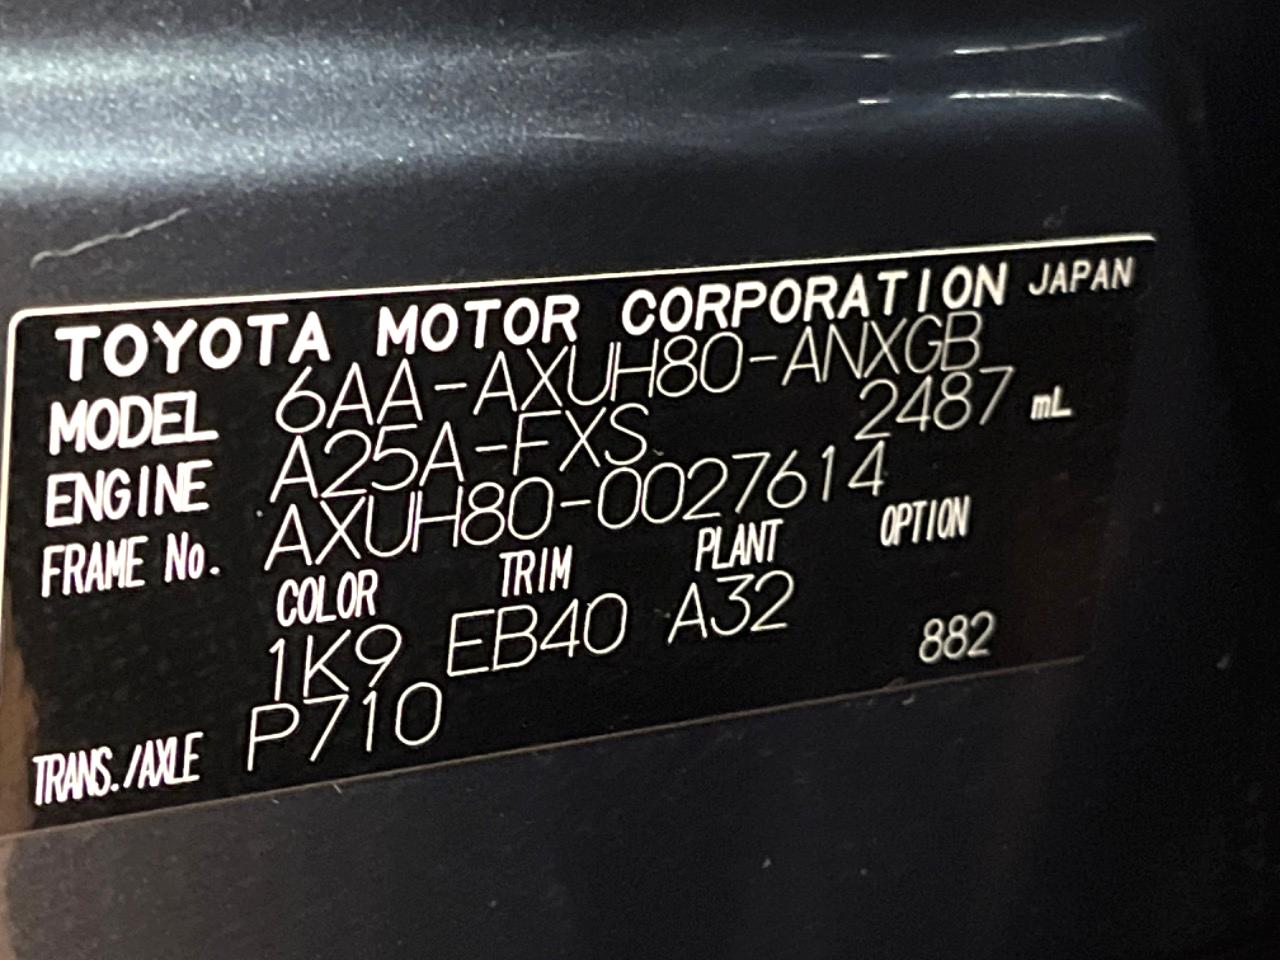 TOYOTA MOTOR CORPORATION JAPAN
MODEL 6AA-AXUH80-ANXGB
ENGINE A25A-FXS 2487 mL
FRAME No. AXUH80-0027614
COLOR TRIM PLANT OPTION
1K9 EB40 A32 882
TRANS./AXLE P710